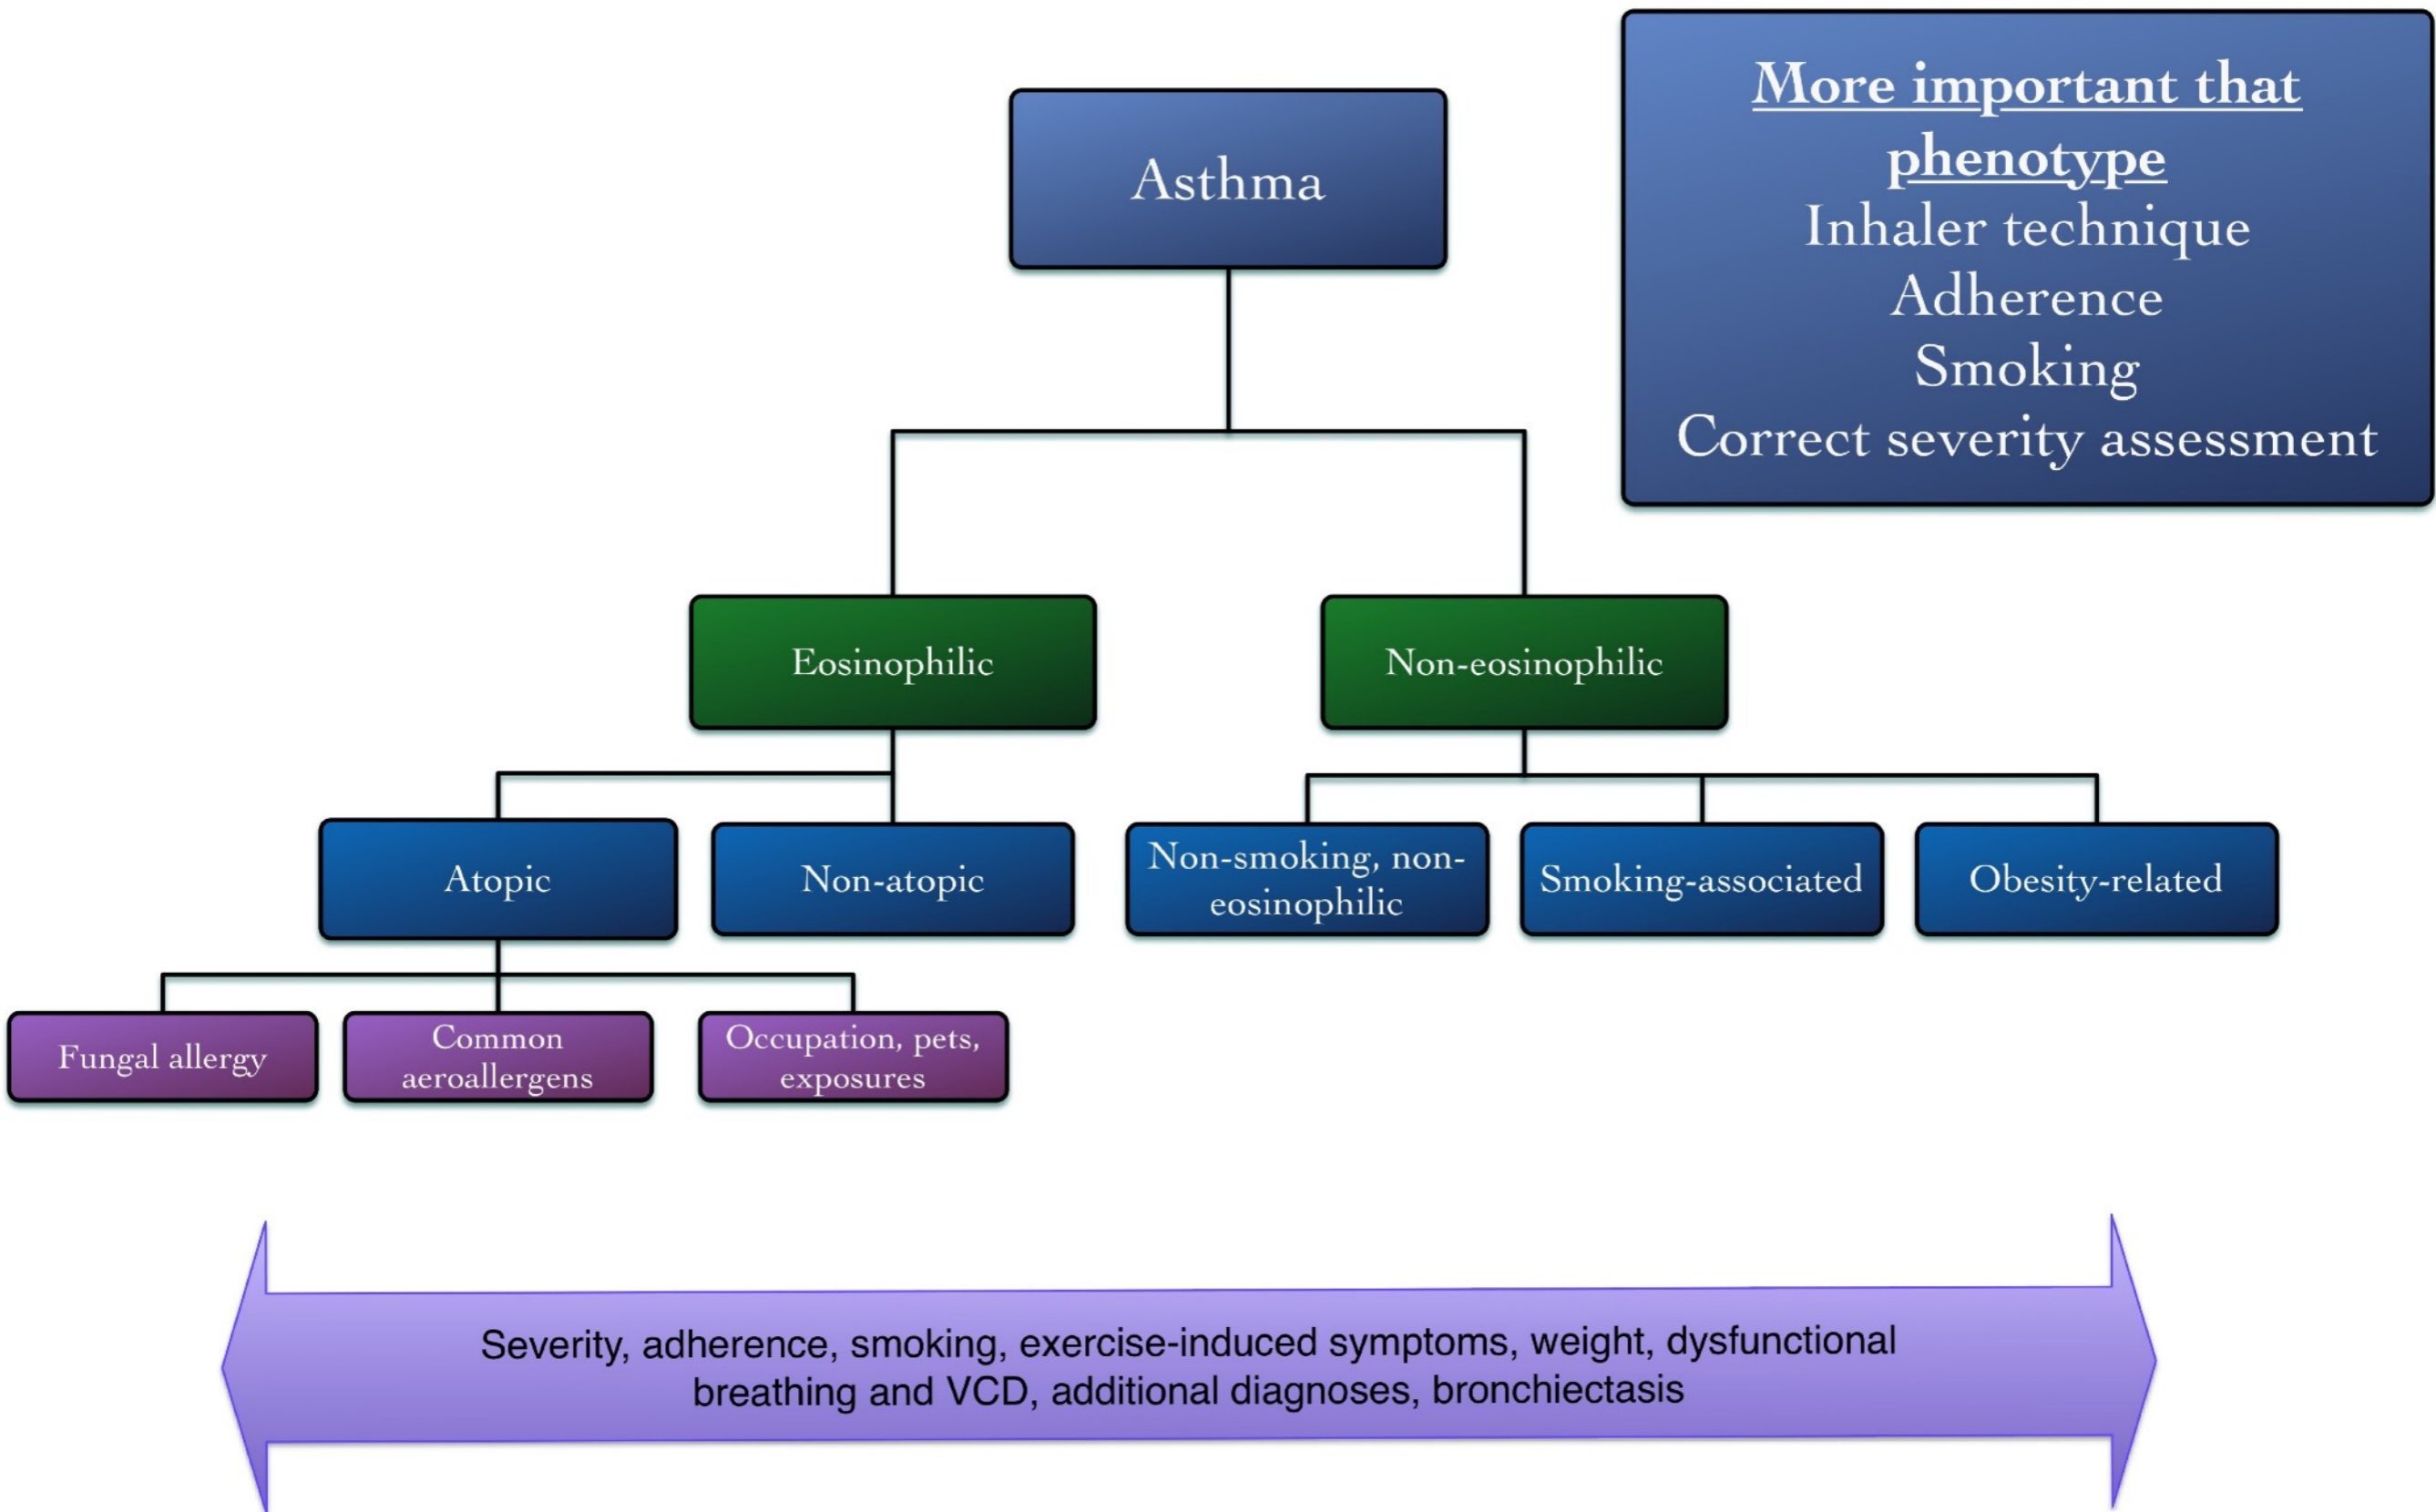 Asthma
More important that
phenotype
Inhaler technique
Adherence
Smoking
Correct severity assessment
Eosinophilic
Non-eosinophilic
Atopic
Non-atopic
Non-smoking, non-
eosinophilic
Smoking-associated
Obesity-related
Fungal allergy
Common
aeroallergens
Occupation, pets,
exposures
Severity, adherence, smoking, exercise-induced symptoms, weight, dysfunctional
breathing and VCD, additional diagnoses, bronchiectasis